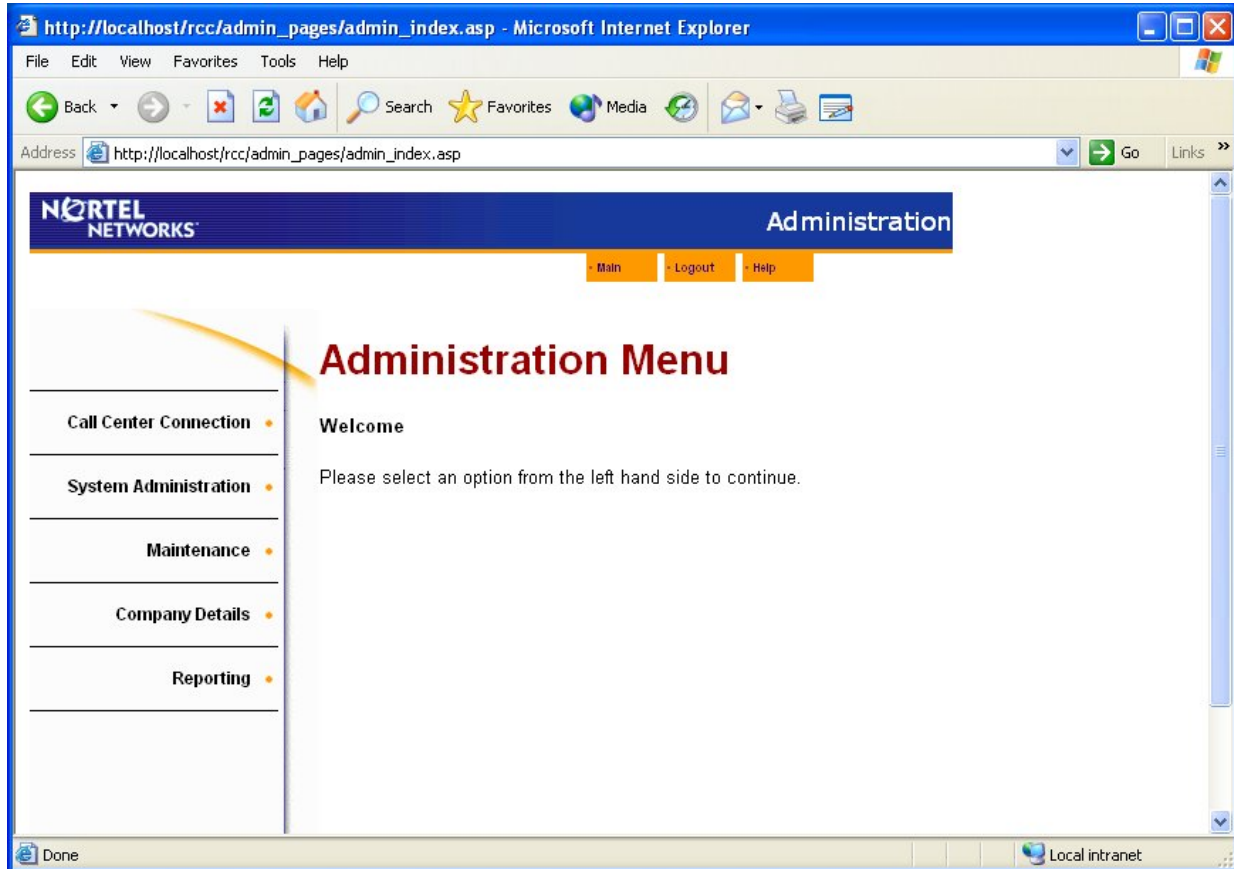 http://localhost/rcc/admin_pages/admin_index.asp - Microsoft Internet Explorer
File Edit View Favorites Tools Help
Back Search Favorites Media
Address http://localhost/rcc/admin_pages/admin_index.asp Go Links »
NORTEL
NETWORKS
Administration
Main Logout Help
Administration Menu
Call Center Connection
Welcome
System Administration
Please select an option from the left hand side to continue.
Maintenance
Company Details
Reporting
Done Local intranet